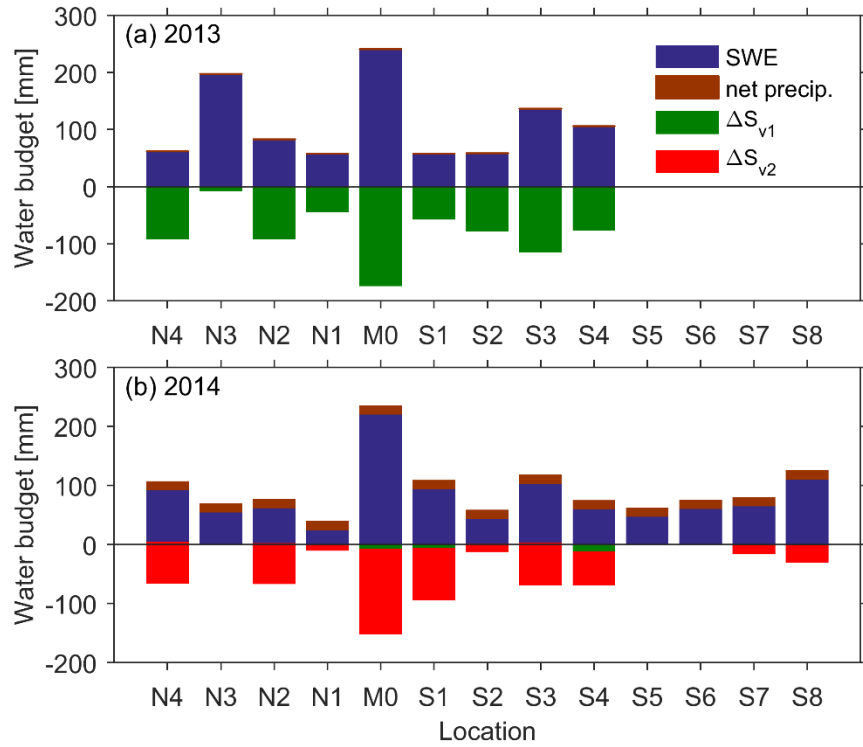 (a) 2013
Water budget [mm]
300
200
100
0
-100
-200
SWE
net precip.
ΔS_v1
ΔS_v2
N4 N3 N2 N1 M0 S1 S2 S3 S4 S5 S6 S7 S8
(b) 2014
Water budget [mm]
300
200
100
0
-100
-200
N4 N3 N2 N1 M0 S1 S2 S3 S4 S5 S6 S7 S8
Location